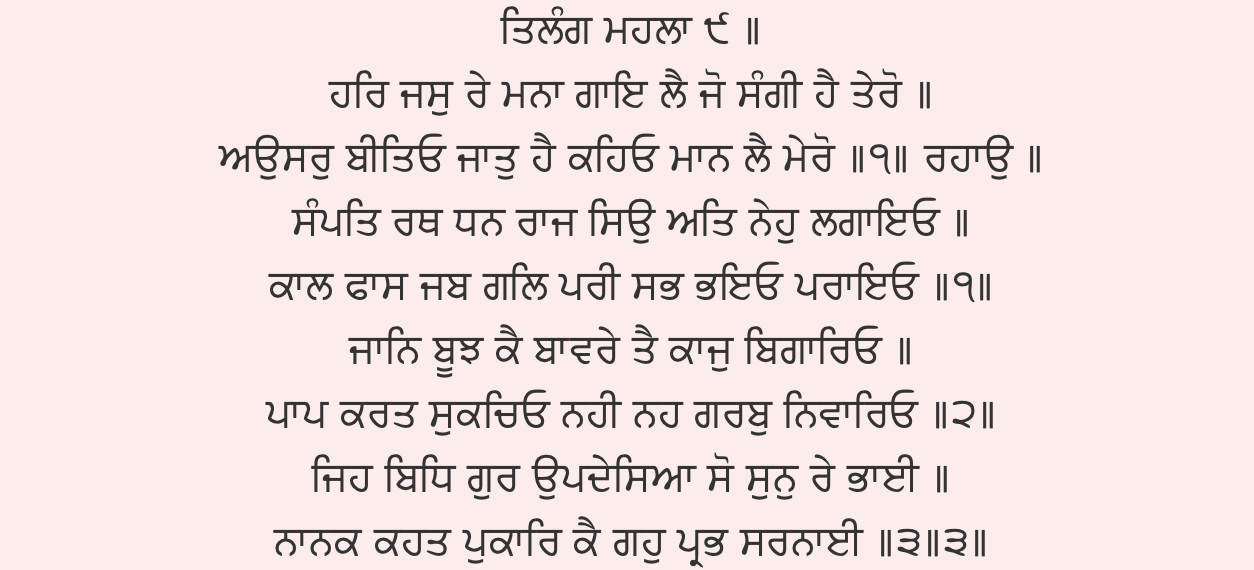 ਤਿਲੰਗ ਮਹਲਾ ੯ ॥
ਹਰਿ ਜਸੁ ਰੇ ਮਨਾ ਗਾਇ ਲੈ ਜੋ ਸੰਗੀ ਹੈ ਤੇਰੋ ॥
ਅਉਸਰੁ ਬੀਤਿਓ ਜਾਤੁ ਹੈ ਕਹਿਓ ਮਾਨ ਲੈ ਮੇਰੋ ॥੧॥ ਰਹਾਉ ॥
ਸੰਪਤਿ ਰਥ ਧਨ ਰਾਜ ਸਿਉ ਅਤਿ ਨੇਹੁ ਲਗਾਇਓ ॥
ਕਾਲ ਫਾਸ ਜਬ ਗਲਿ ਪਰੀ ਸਭ ਭਇਓ ਪਰਾਇਓ ॥੧॥
ਜਾਨਿ ਬੂਝ ਕੈ ਬਾਵਰੇ ਤੈ ਕਾਜੁ ਬਿਗਾਰਿਓ ॥
ਪਾਪ ਕਰਤ ਸੁਕਚਿਓ ਨਹੀ ਨਹ ਗਰਬੁ ਨਿਵਾਰਿਓ ॥੨॥
ਜਿਹ ਬਿਧਿ ਗੁਰ ਉਪਦੇਸਿਆ ਸੋ ਸੁਨੁ ਰੇ ਭਾਈ ॥
ਨਾਨਕ ਕਹਤ ਪੁਕਾਰਿ ਕੈ ਗਹੁ ਪ੍ਰਭ ਸਰਨਾਈ ॥੩॥੩॥